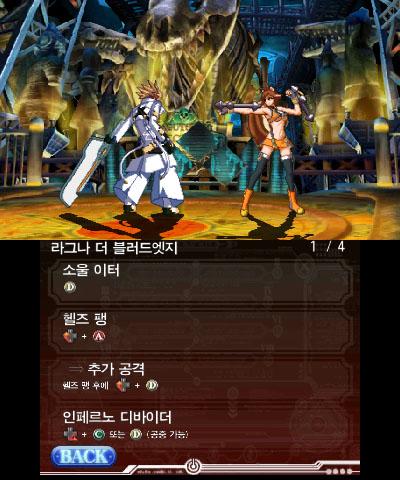 라그나 더 블러드엣지 1 / 4
소울 이터
D
헬즈 팽
+ A
⇒ 추가 공격
헬즈 팽 후에 + D
인페르노 디바이더
+ C 또는 D (공중 가능)
BACK